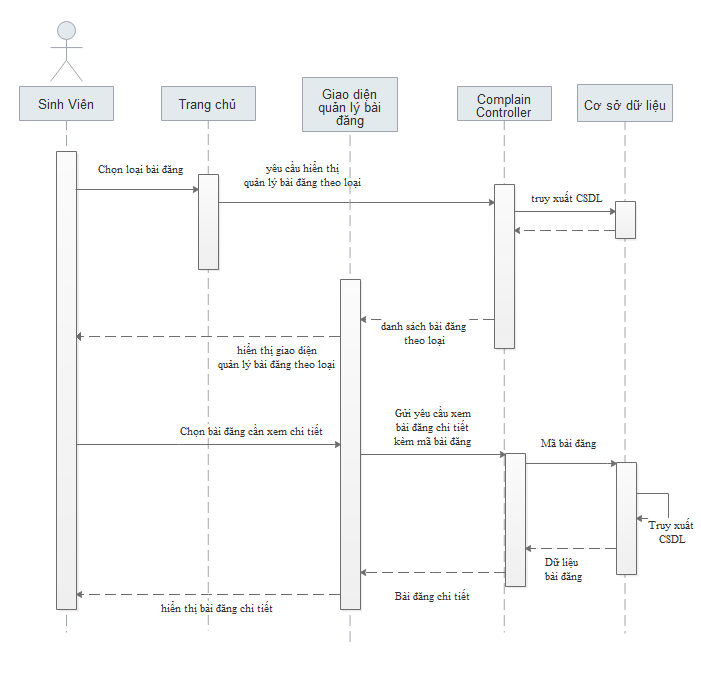 Sinh Viên
Trang chủ
Giao diện
quản lý bài
đăng
Complain
Controller
Cơ sở dữ liệu
Chọn loại bài đăng
yêu cầu hiển thị
quản lý bài đăng theo loại
truy xuất CSDL
danh sách bài đăng
theo loại
hiển thị giao diện
quản lý bài đăng theo loại
Chọn bài đăng cần xem chi tiết
Gửi yêu cầu xem
bài đăng chi tiết
kèm mã bài đăng
Mã bài đăng
Truy xuất
CSDL
Dữ liệu
bài đăng
Bài đăng chi tiết
hiển thị bài đăng chi tiết